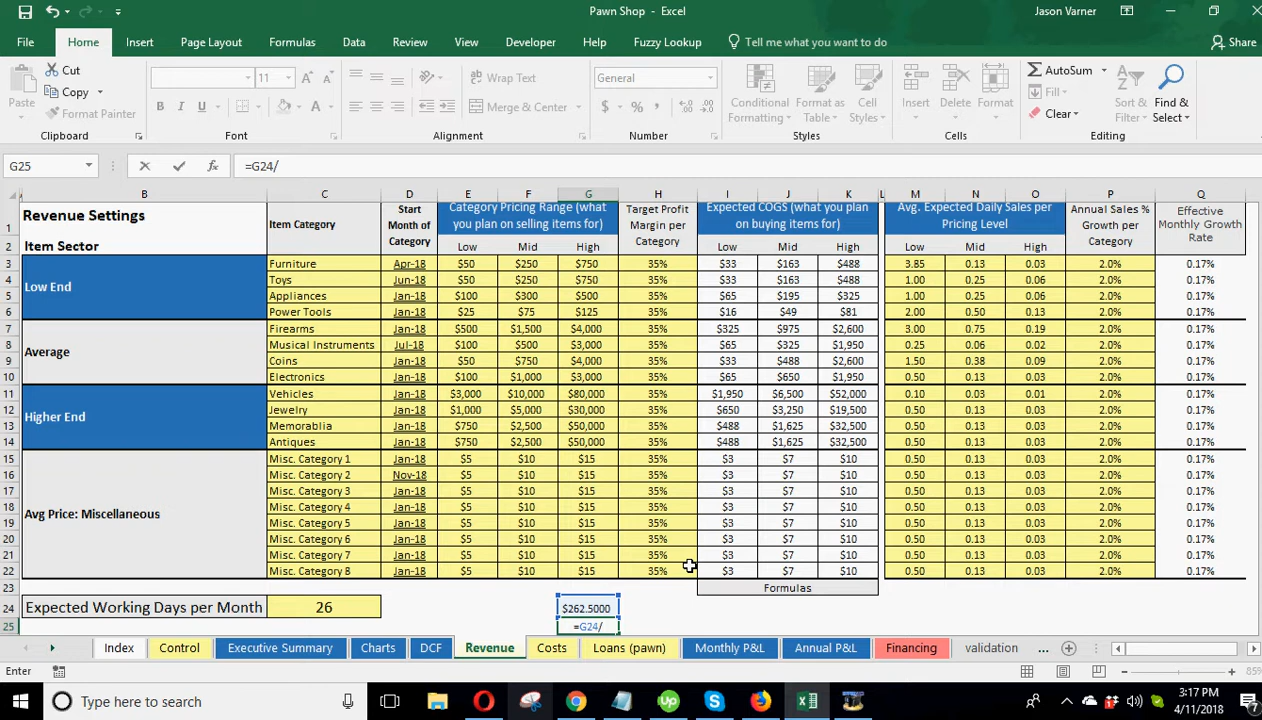 Pawn Shop - Excel
Jason Varner
File Home Insert Page Layout Formulas Data Review View Developer Help Fuzzy Lookup Tell me what you want to do Share
Paste
Cut
Copy
Format Painter
11
B I U
Wrap Text
Merge & Center
General
$ % ,
Conditional Formatting
Format as Table
Cell Styles
Insert
Delete
Format
AutoSum
Fill
Clear
Sort & Filter
Find & Select
Clipboard Font Alignment Number Styles Cells Editing
G25 =G24/
B C D E F G H I J K L M N O P Q
1 Revenue Settings
2 Item Sector
Item Category
Start Month of Category
Category Pricing Range (what you plan on selling items for)
Low Mid High
Target Profit Margin per Category
Expected COGS (what you plan on buying items for)
Low Mid High
Avg. Expected Daily Sales per Pricing Level
Low Mid High
Annual Sales % Growth per Category
Effective Monthly Growth Rate
Low End
3 Furniture Apr-18 $50 $250 $750 35% $33 $163 $488 3.85 0.13 0.03 2.0% 0.17%
4 Toys Jun-18 $50 $250 $750 35% $33 $163 $488 1.00 0.25 0.06 2.0% 0.17%
5 Appliances Jan-18 $100 $300 $500 35% $65 $195 $325 1.00 0.25 0.06 2.0% 0.17%
6 Power Tools Jan-18 $25 $75 $125 35% $16 $49 $81 2.00 0.50 0.13 2.0% 0.17%
Average
7 Firearms Jan-18 $500 $1,500 $4,000 35% $325 $975 $2,600 3.00 0.75 0.19 2.0% 0.17%
8 Musical Instruments Jul-18 $100 $500 $3,000 35% $65 $325 $1,950 0.25 0.06 0.02 2.0% 0.17%
9 Coins Jan-18 $50 $750 $4,000 35% $33 $488 $2,600 1.50 0.38 0.09 2.0% 0.17%
10 Electronics Jan-18 $100 $1,000 $3,000 35% $65 $650 $1,950 0.50 0.13 0.03 2.0% 0.17%
Higher End
11 Vehicles Jan-18 $3,000 $10,000 $80,000 35% $1,950 $6,500 $52,000 0.10 0.03 0.01 2.0% 0.17%
12 Jewelry Jan-18 $1,000 $5,000 $30,000 35% $650 $3,250 $19,500 0.50 0.13 0.03 2.0% 0.17%
13 Memorablia Jan-18 $750 $2,500 $50,000 35% $488 $1,625 $32,500 0.50 0.13 0.03 2.0% 0.17%
14 Antiques Jan-18 $750 $2,500 $50,000 35% $488 $1,625 $32,500 0.50 0.13 0.03 2.0% 0.17%
Avg Price: Miscellaneous
15 Misc. Category 1 Jan-18 $5 $10 $15 35% $3 $7 $10 0.50 0.13 0.03 2.0% 0.17%
16 Misc. Category 2 Nov-18 $5 $10 $15 35% $3 $7 $10 0.50 0.13 0.03 2.0% 0.17%
17 Misc. Category 3 Jan-18 $5 $10 $15 35% $3 $7 $10 0.50 0.13 0.03 2.0% 0.17%
18 Misc. Category 4 Jan-18 $5 $10 $15 35% $3 $7 $10 0.50 0.13 0.03 2.0% 0.17%
19 Misc. Category 5 Jan-18 $5 $10 $15 35% $3 $7 $10 0.50 0.13 0.03 2.0% 0.17%
20 Misc. Category 6 Jan-18 $5 $10 $15 35% $3 $7 $10 0.50 0.13 0.03 2.0% 0.17%
21 Misc. Category 7 Jan-18 $5 $10 $15 35% $3 $7 $10 0.50 0.13 0.03 2.0% 0.17%
22 Misc. Category 8 Jan-18 $5 $10 $15 35% $3 $7 $10 0.50 0.13 0.03 2.0% 0.17%
23 Formulas
24 Expected Working Days per Month 26 $262.5000
25 =G24/
Index Control Executive Summary Charts DCF Revenue Costs Loans (pawn) Monthly P&L Annual P&L Financing validation ...
Enter 85%
Type here to search
3:17 PM
4/11/2018